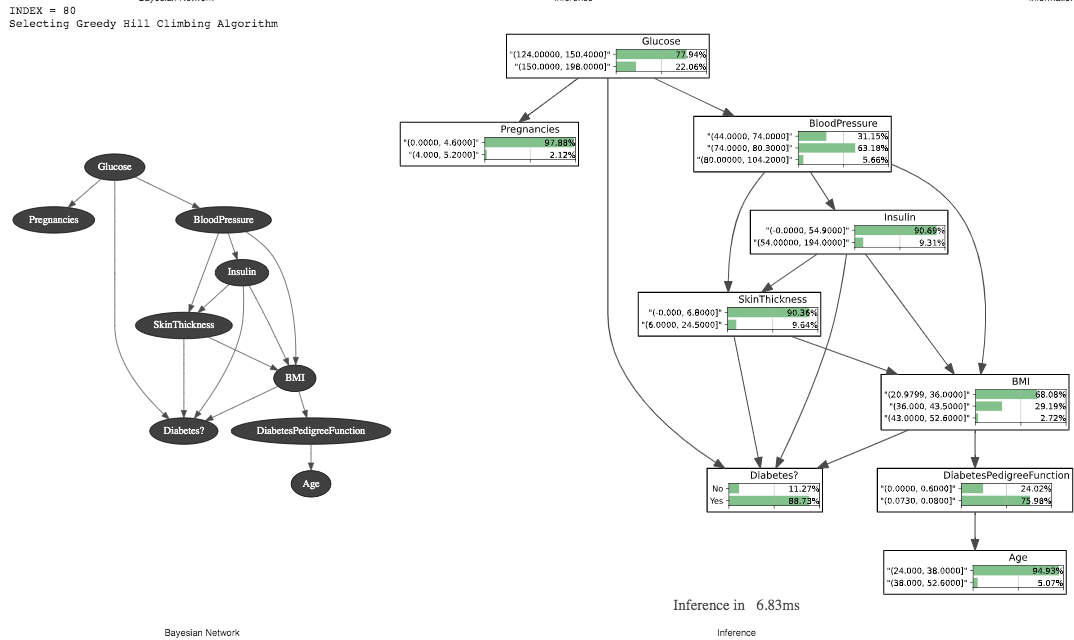 Bayesian Network
Inference
INDEX = 80
Selecting Greedy Hill Climbing Algorithm
Glucose
Pregnancies
BloodPressure
Insulin
SkinThickness
BMI
Diabetes?
DiabetesPedigreeFunction
Age
Glucose
"(124.00000, 150.4000]" 77.94%
"(150.0000, 198.0000]" 22.06%
Pregnancies
"(0.0000, 4.6000]" 97.88%
"(4.000, 5.2000]" 2.12%
BloodPressure
"(44.0000, 74.0000]" 31.15%
"(74.0000, 80.3000]" 63.18%
"(80.00000, 104.2000]" 5.66%
Insulin
"(-0.0000, 54.9000]" 90.69%
"(54.00000, 194.0000]" 9.31%
SkinThickness
"(-0.000, 6.8000]" 90.36%
"(6.0000, 24.5000]" 9.64%
BMI
"(20.9799, 36.0000]" 68.08%
"(36.000, 43.5000]" 29.19%
"(43.0000, 52.6000]" 2.72%
Diabetes?
No 11.27%
Yes 88.73%
DiabetesPedigreeFunction
"(0.0000, 0.6000]" 24.02%
"(0.0730, 0.0800]" 75.98%
Age
"(24.000, 38.0000]" 94.93%
"(38.000, 52.6000]" 5.07%
Inference in 6.83ms
Bayesian Network
Inference